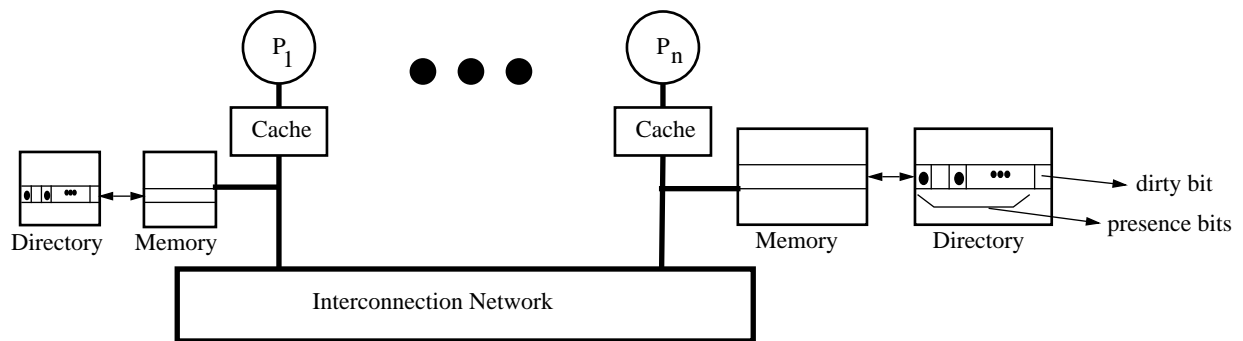 P1
Pn
Cache
Cache
dirty bit
presence bits
Directory
Memory
Memory
Directory
Interconnection Network